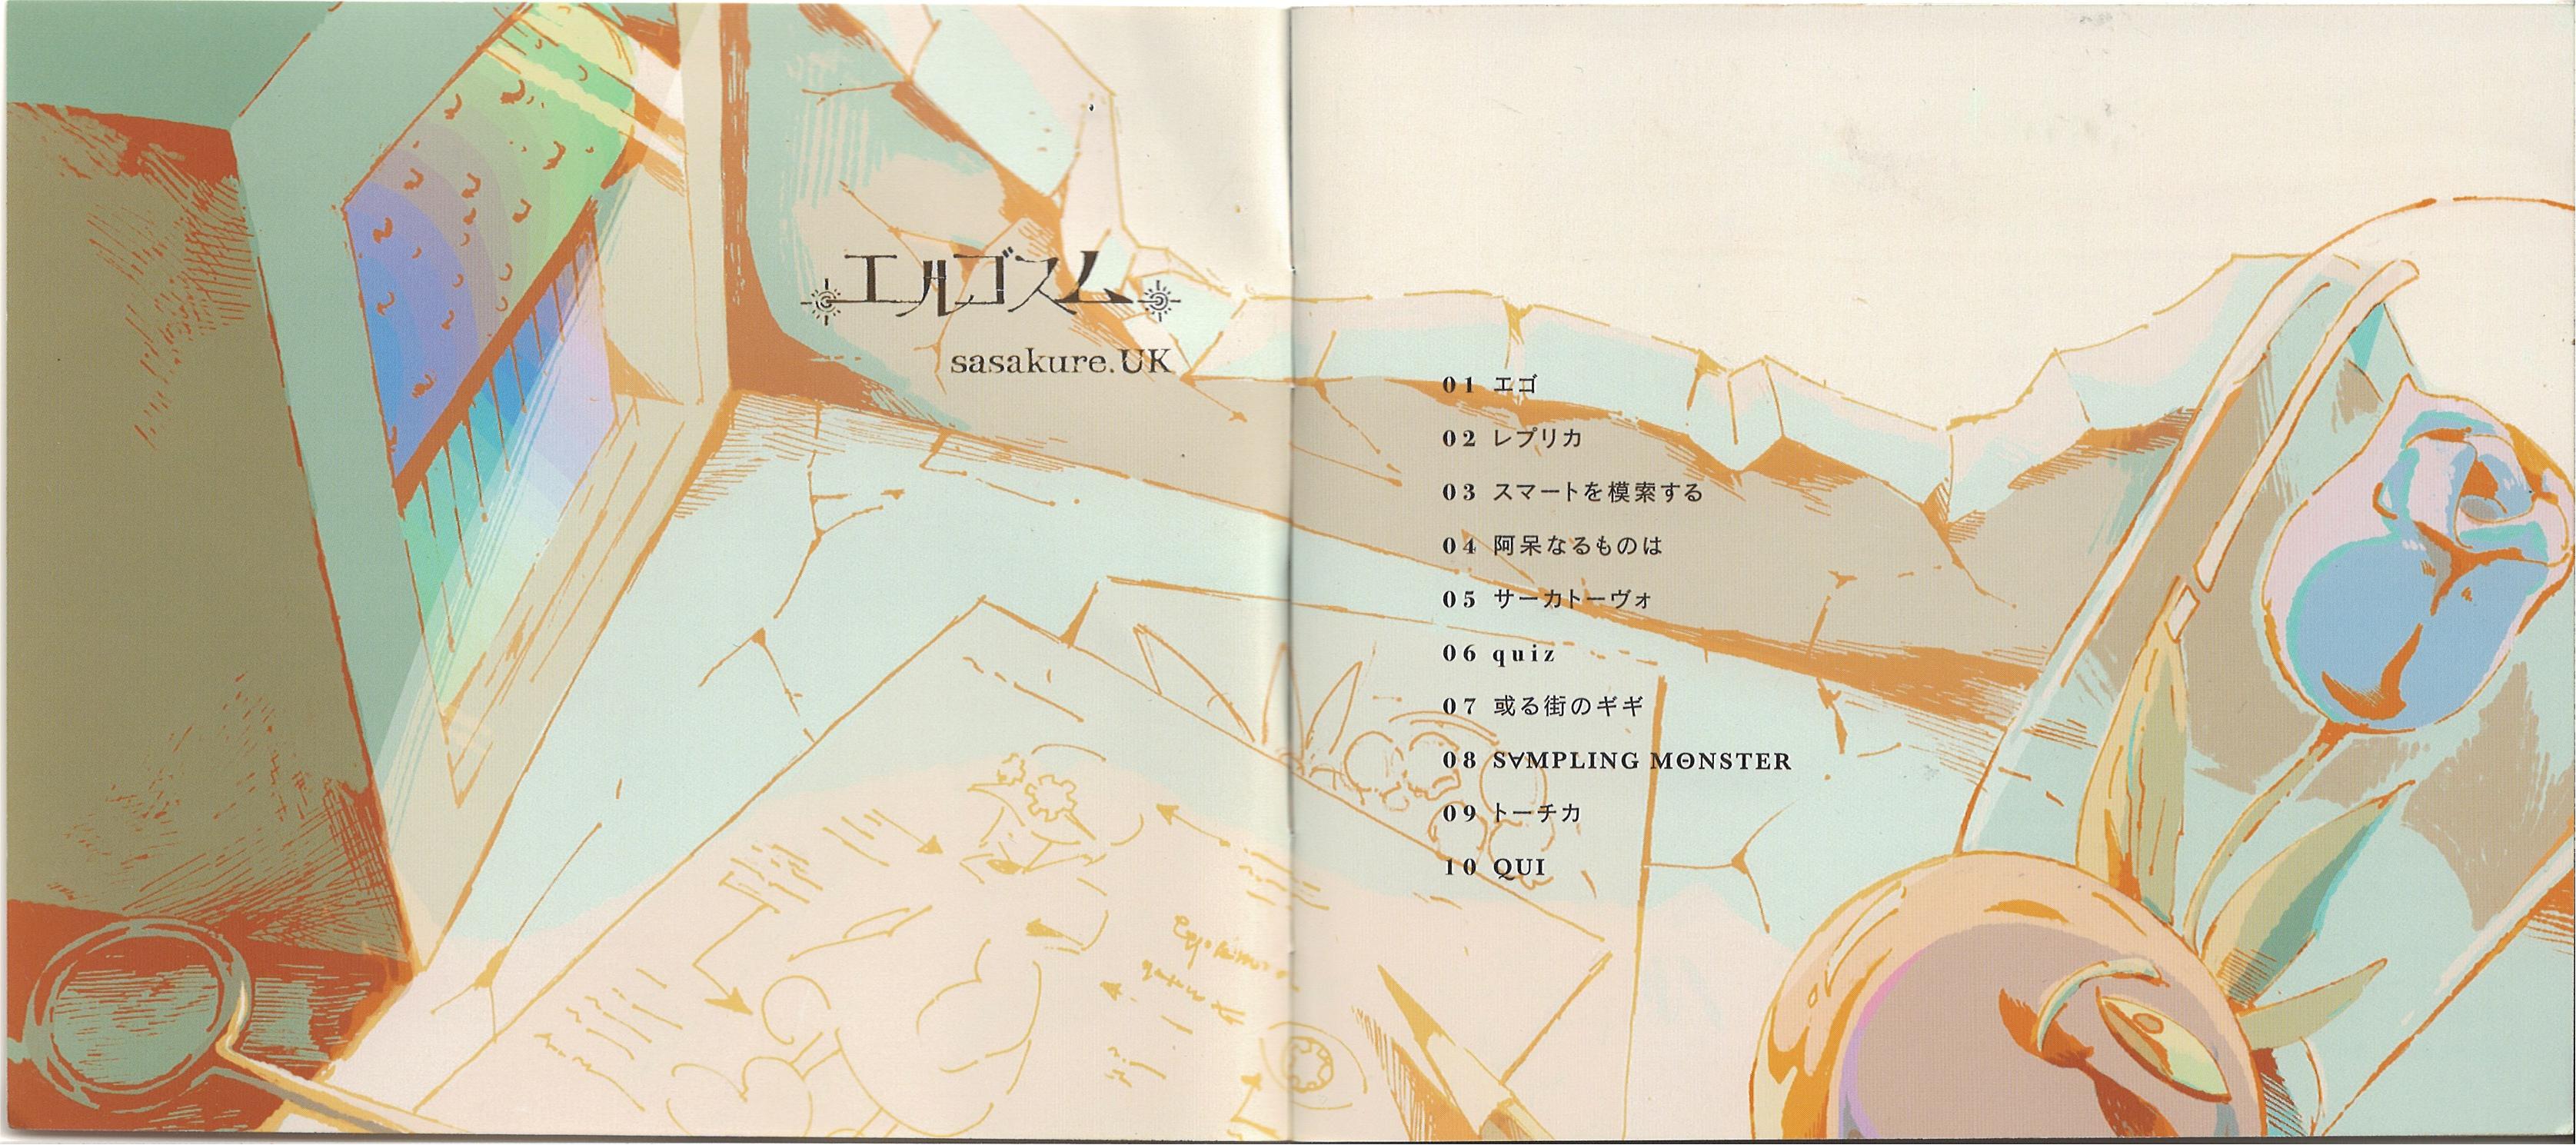 エルゴスム
sasakure.UK
01 エゴ
02 レプリカ
03 スマートを模索する
04 阿呆なるものは
05 サーカトーヴォ
06 quiz
07 或る街のギギ
08 S∀MPLING MΘNSTER
09 トーチカ
10 QUI